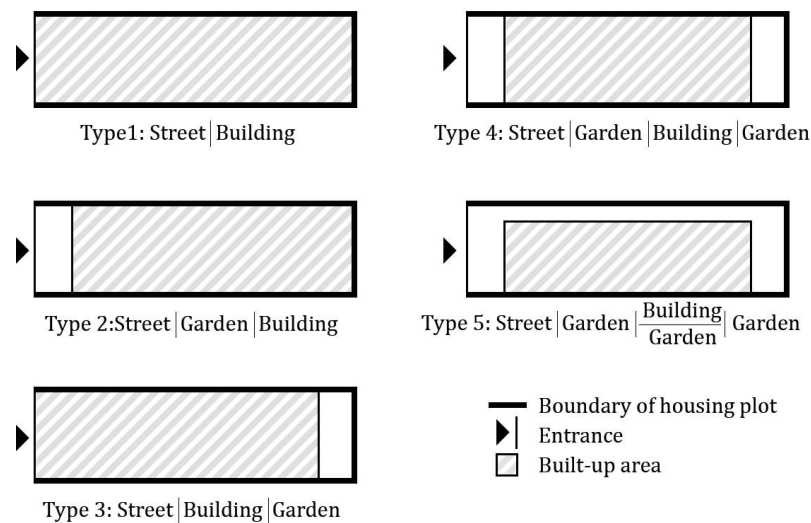 Type1: Street|Building
Type 4: Street|Garden|Building|Garden
Type 2:Street|Garden|Building
Type 5: Street|Garden|Building/Garden|Garden
Type 3: Street|Building|Garden
Boundary of housing plot
Entrance
Built-up area